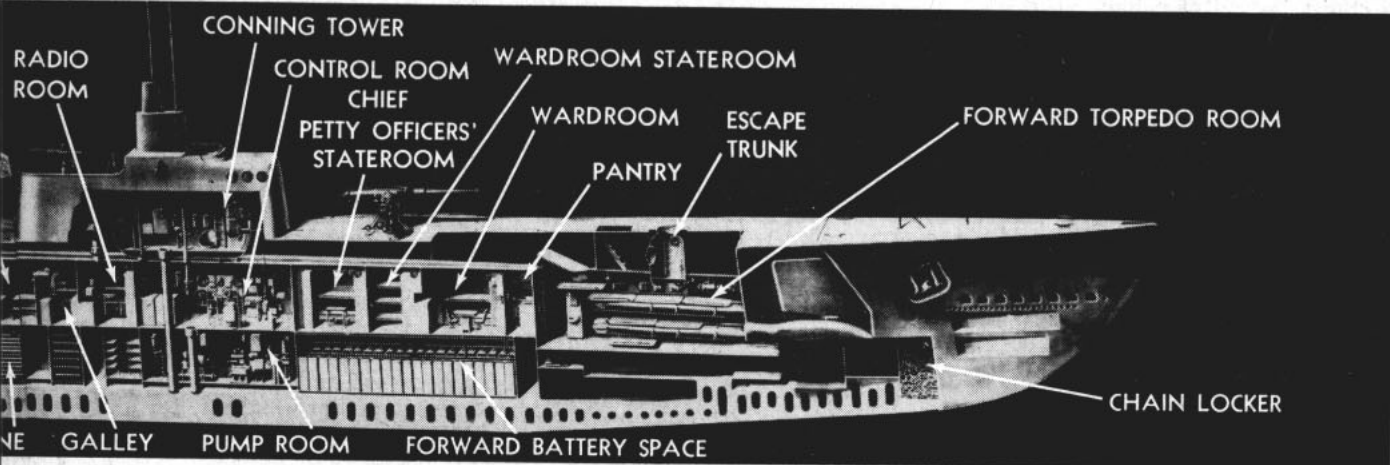 CONNING TOWER
RADIO
ROOM
CONTROL ROOM
CHIEF
PETTY OFFICERS'
STATEROOM
WARDROOM STATEROOM
WARDROOM
PANTRY
ESCAPE
TRUNK
FORWARD TORPEDO ROOM
CHAIN LOCKER
NE
GALLEY
PUMP ROOM
FORWARD BATTERY SPACE